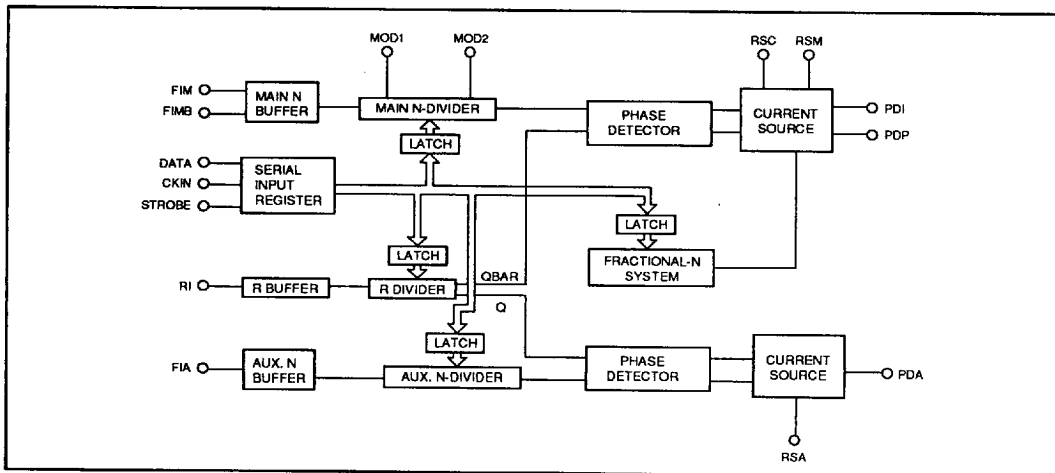 MOD1
MOD2
RSC
RSM
FIM
FIMB
MAIN N
BUFFER
MAIN N-DIVIDER
PHASE
DETECTOR
CURRENT
SOURCE
PDI
PDP
LATCH
DATA
CKIN
STROBE
SERIAL
INPUT
REGISTER
LATCH
LATCH
FRACTIONAL-N
SYSTEM
RI
R BUFFER
R DIVIDER
QBAR
Q
LATCH
FIA
AUX. N
BUFFER
AUX. N-DIVIDER
PHASE
DETECTOR
CURRENT
SOURCE
PDA
RSA